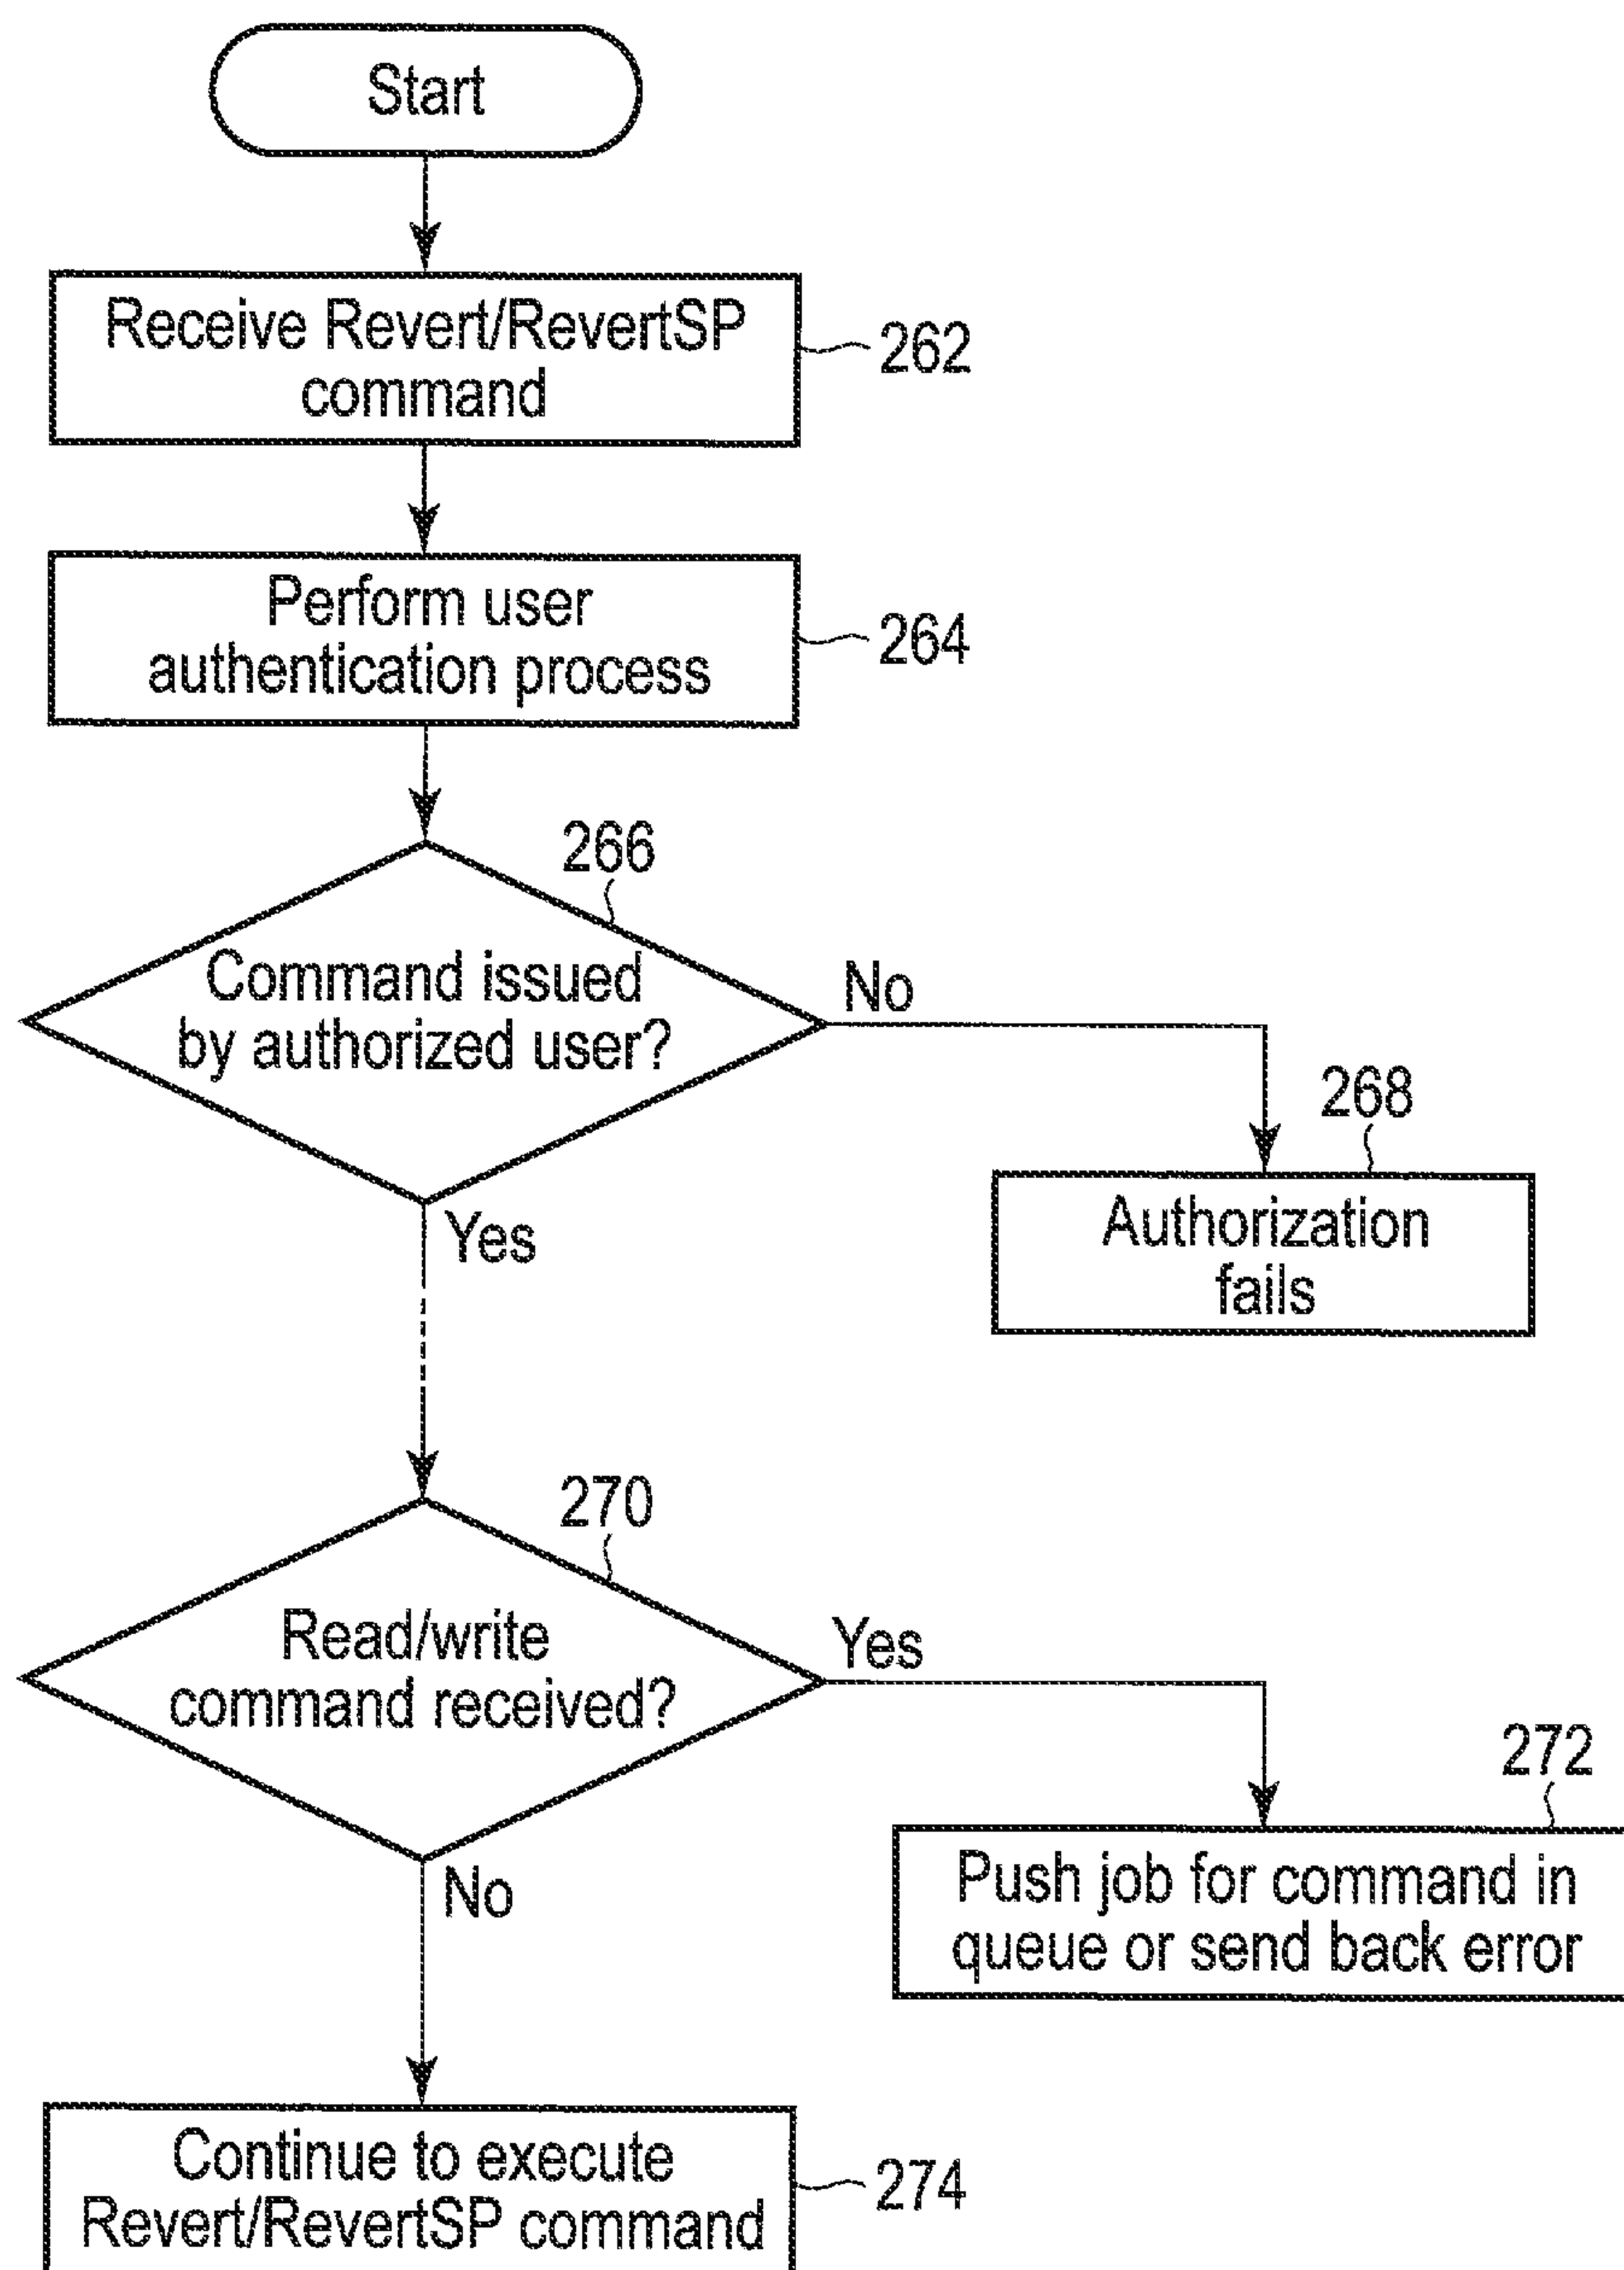 Start
Receive Revert/RevertSP
command
262
Perform user
authentication process
264
266
Command issued
by authorized user?
No
268
Authorization
fails
Yes
270
Read/write
command received?
Yes
272
Push job for command in
queue or send back error
No
Continue to execute
Revert/RevertSP command
274